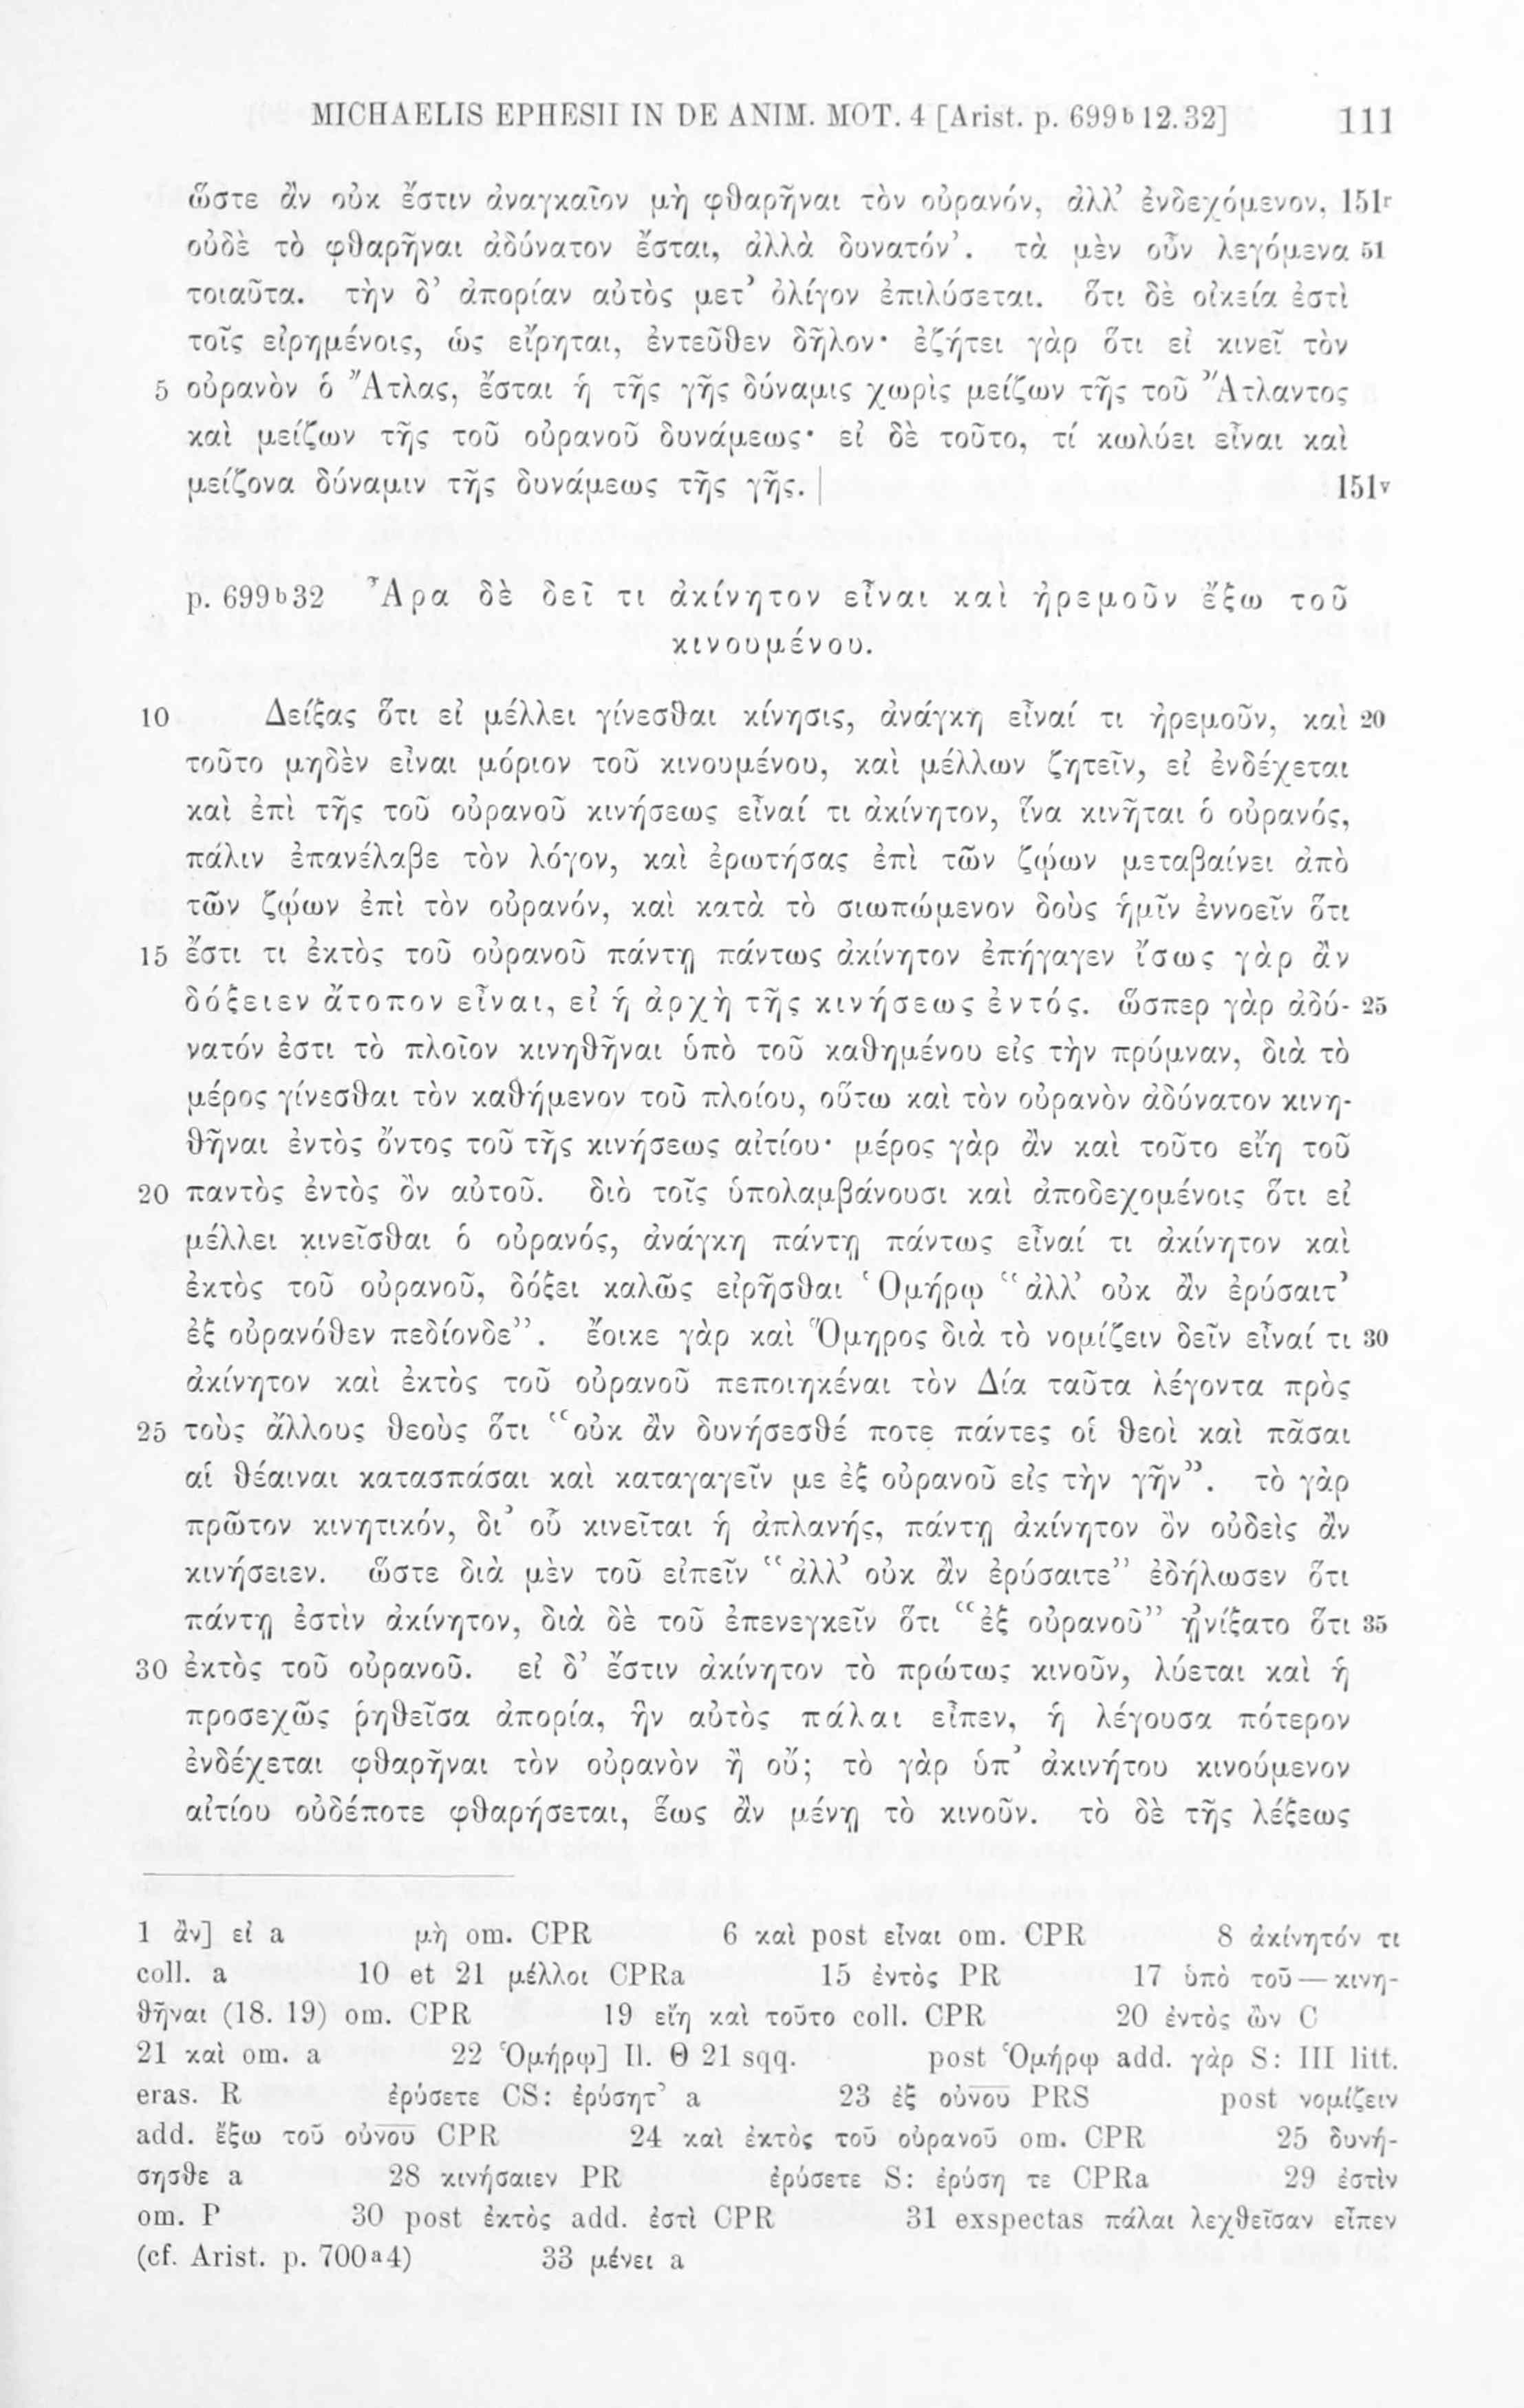 MICHAELIS EPHESII IN DE ANIM. MOT. 4 [Arist. p. 699b12.32] 111
ὥστε ἂν οὐκ ἔστιν ἀναγκαῖον μὴ φθαρῆναι τὸν οὐρανόν, ἀλλ’ ἐνδεχόμενον, 151r
οὐδὲ τὸ φθαρῆναι ἀδύνατον ἔσται, ἀλλὰ δυνατόν’. τὰ μὲν οὖν λεγόμενα 51
τοιαῦτα. τὴν δ’ ἀπορίαν αὐτὸς μετ’ ὀλίγον ἐπιλύσεται. ὅτι δὲ οἰκεία ἐστὶ
τοῖς εἰρημένοις, ὡς εἴρηται, ἐντεῦθεν δῆλον· ἐζήτει γὰρ ὅτι εἰ κινεῖ τὸν
5 οὐρανὸν ὁ Ἄτλας, ἔσται ἡ τῆς γῆς δύναμις χωρὶς μείζων τῆς τοῦ Ἄτλαντος
καὶ μείζων τῆς τοῦ οὐρανοῦ δυνάμεως· εἰ δὲ τοῦτο, τί κωλύει εἶναι καὶ
μείζονα δύναμιν τῆς δυνάμεως τῆς γῆς. | 151v
p. 699b32 Ἆρα δὲ δεῖ τι ἀκίνητον εἶναι καὶ ἠρεμοῦν ἔξω τοῦ
κινουμένου.
10 Δείξας ὅτι εἰ μέλλει γίνεσθαι κίνησις, ἀνάγκη εἶναί τι ἠρεμοῦν, καὶ 20
τοῦτο μηδὲν εἶναι μόριον τοῦ κινουμένου, καὶ μέλλων ζητεῖν, εἰ ἐνδέχεται
καὶ ἐπὶ τῆς τοῦ οὐρανοῦ κινήσεως εἶναί τι ἀκίνητον, ἵνα κινῆται ὁ οὐρανός,
πάλιν ἐπανέλαβε τὸν λόγον, καὶ ἐρωτήσας ἐπὶ τῶν ζῴων μεταβαίνει ἀπὸ
τῶν ζῴων ἐπὶ τὸν οὐρανόν, καὶ κατὰ τὸ σιωπώμενον δοὺς ἡμῖν ἐννοεῖν ὅτι
15 ἔστι τι ἐκτὸς τοῦ οὐρανοῦ πάντῃ πάντως ἀκίνητον ἐπήγαγεν ἴσως γὰρ ἂν
δόξειεν ἄτοπον εἶναι, εἰ ἡ ἀρχὴ τῆς κινήσεως ἐντός. ὥσπερ γὰρ ἀδύ- 25
νατόν ἐστι τὸ πλοῖον κινηθῆναι ὑπὸ τοῦ καθημένου εἰς τὴν πρύμναν, διὰ τὸ
μέρος γίνεσθαι τὸν καθήμενον τοῦ πλοίου, οὕτω καὶ τὸν οὐρανὸν ἀδύνατον κινη-
θῆναι ἐντὸς ὄντος τοῦ τῆς κινήσεως αἰτίου· μέρος γὰρ ἂν καὶ τοῦτο εἴη τοῦ
20 παντὸς ἐντὸς ὂν αὐτοῦ. διὸ τοῖς ὑπολαμβάνουσι καὶ ἀποδεχομένοις ὅτι εἰ
μέλλει κινεῖσθαι ὁ οὐρανός, ἀνάγκη πάντῃ πάντως εἶναί τι ἀκίνητον καὶ
ἐκτὸς τοῦ οὐρανοῦ, δόξει καλῶς εἰρῆσθαι Ὁμήρῳ “ἀλλ’ οὐκ ἂν ἐρύσαιτ’
ἐξ οὐρανόθεν πεδίονδε”. ἔοικε γὰρ καὶ Ὅμηρος διὰ τὸ νομίζειν δεῖν εἶναί τι 30
ἀκίνητον καὶ ἐκτὸς τοῦ οὐρανοῦ πεποιηκέναι τὸν Δία ταῦτα λέγοντα πρὸς
25 τοὺς ἄλλους θεοὺς ὅτι “οὐκ ἂν δυνήσεσθέ ποτε πάντες οἱ θεοὶ καὶ πᾶσαι
αἱ θέαιναι κατασπάσαι καὶ καταγαγεῖν με ἐξ οὐρανοῦ εἰς τὴν γῆν”. τὸ γὰρ
πρῶτον κινητικόν, δι’ οὗ κινεῖται ἡ ἀπλανής, πάντῃ ἀκίνητον ὂν οὐδεὶς ἂν
κινήσειεν. ὥστε διὰ μὲν τοῦ εἰπεῖν “ἀλλ’ οὐκ ἂν ἐρύσαιτε” ἐδήλωσεν ὅτι
πάντῃ ἐστὶν ἀκίνητον, διὰ δὲ τοῦ ἐπενεγκεῖν ὅτι “ἐξ οὐρανοῦ” ᾐνίξατο ὅτι 35
30 ἐκτὸς τοῦ οὐρανοῦ. εἰ δ’ ἔστιν ἀκίνητον τὸ πρώτως κινοῦν, λύεται καὶ ἡ
προσεχῶς ῥηθεῖσα ἀπορία, ἣν αὐτὸς πάλαι εἶπεν, ἡ λέγουσα πότερον
ἐνδέχεται φθαρῆναι τὸν οὐρανὸν ἢ οὔ; τὸ γὰρ ὑπ’ ἀκινήτου κινούμενον
αἰτίου οὐδέποτε φθαρήσεται, ἕως ἂν μένῃ τὸ κινοῦν. τὸ δὲ τῆς λέξεως
1 ἂν] εἰ a μὴ om. CPR 6 καὶ post εἶναι om. CPR 8 ἀκίνητόν τι
coll. a 10 et 21 μέλλοι CPRa 15 ἐντὸς PR 17 ὑπὸ τοῦ — κινη-
θῆναι (18. 19) om. CPR 19 εἴη καὶ τοῦτο coll. CPR 20 ἐντὸς ὢν C
21 καὶ om. a 22 Ὁμήρῳ] Il. Θ 21 sqq. post Ὁμήρῳ add. γὰρ S: III litt.
eras. R ἐρύσετε CS: ἐρύσητ’ a 23 ἐξ οὐνου PRS post νομίζειν
add. ἔξω τοῦ οὐνου CPR 24 καὶ ἐκτὸς τοῦ οὐρανοῦ om. CPR 25 δυνή-
σησθε a 28 κινήσαιεν PR ἐρύσετε S: ἐρύση τε CPRa 29 ἐστὶν
om. P 30 post ἐκτὸς add. ἐστὶ CPR 31 exspectas πάλαι λεχθεῖσαν εἶπεν
(cf. Arist. p. 700a4) 33 μένει a